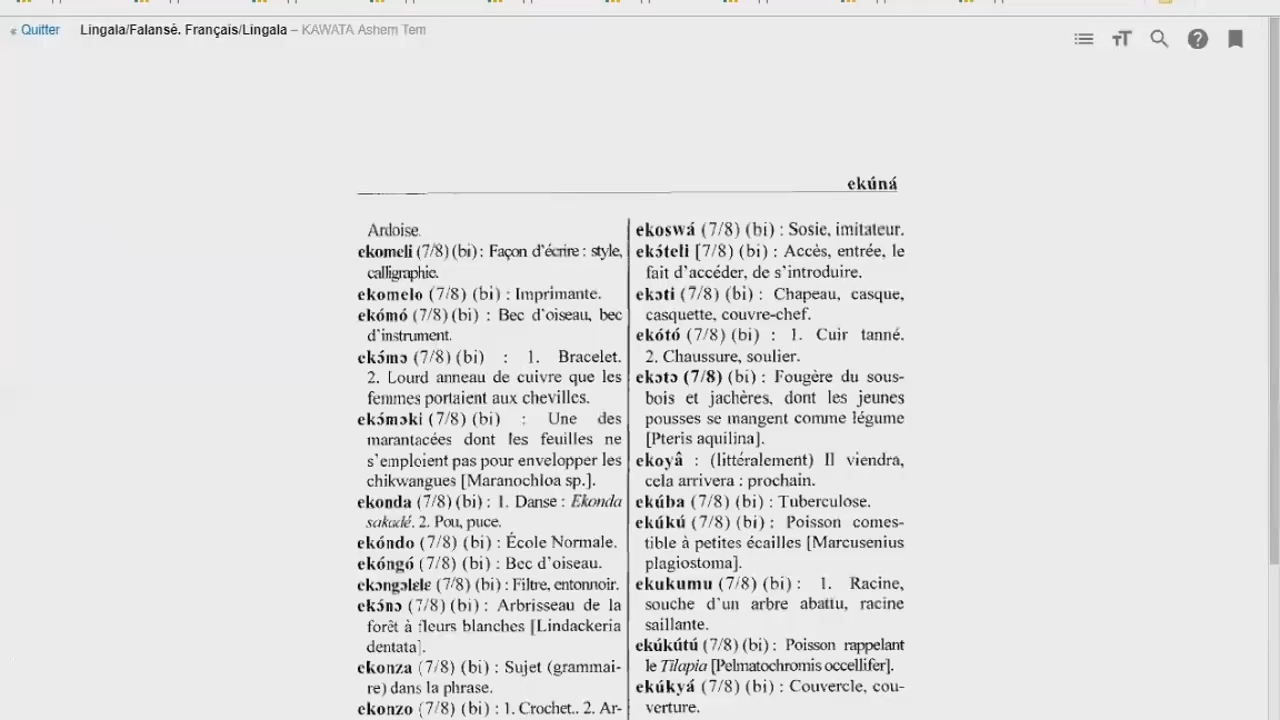 « Quitter Lingala/Falansé. Français/Lingala – KAWATA Ashem Tem
ekúná
Ardoise.
ekomeli (7/8) (bi) : Façon d'écrire : style,
calligraphie.
ekomelo (7/8) (bi) : Imprimante.
ekómó (7/8) (bi) : Bec d'oiseau, bec
d'instrument.
ekɔ́mɔ (7/8) (bi) : 1. Bracelet.
2. Lourd anneau de cuivre que les
femmes portaient aux chevilles.
ekɔ́mɔki (7/8) (bi) : Une des
marantacées dont les feuilles ne
s'emploient pas pour envelopper les
chikwangues [Maranochloa sp.].
ekonda (7/8) (bi) : 1. Danse : Ekonda
sakadé. 2. Pou, puce.
ekóndo (7/8) (bi) : École Normale.
ekóngó (7/8) (bi) : Bec d'oiseau.
ekɔngɔlɛlɛ (7/8) (bi) : Filtre, entonnoir.
ekɔ́nɔ (7/8) (bi) : Arbrisseau de la
forêt à fleurs blanches [Lindackeria
dentata].
ekonza (7/8) (bi) : Sujet (grammai-
re) dans la phrase.
ekonzo (7/8) (bi) : 1. Crochet.. 2. Ar-
ekoswá (7/8) (bi) : Sosie, imitateur.
ekɔ́teli [7/8) (bi) : Accès, entrée, le
fait d'accéder, de s'introduire.
ekɔti (7/8) (bi) : Chapeau, casque,
casquette, couvre-chef.
ekótó (7/8) (bi) : 1. Cuir tanné.
2. Chaussure, soulier.
ekɔtɔ (7/8) (bi) : Fougère du sous-
bois et jachères, dont les jeunes
pousses se mangent comme légume
[Pteris aquilina].
ekoyâ : (littéralement) Il viendra,
cela arrivera : prochain.
ekúba (7/8) (bi) : Tuberculose.
ekúkú (7/8) (bi) : Poisson comes-
tible à petites écailles [Marcusenius
plagiostoma].
ekukumu (7/8) (bi) : 1. Racine,
souche d'un arbre abattu, racine
saillante.
ekúkútú (7/8) (bi) : Poisson rappelant
le Tilapia [Pelmatochromis occellifer].
ekúkyá (7/8) (bi) : Couvercle, cou-
verture.